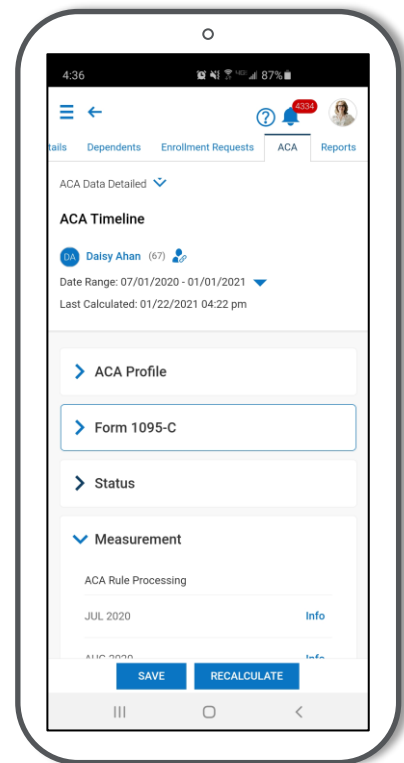 4:36 87%
4334
tails Dependents Enrollment Requests ACA Reports
ACA Data Detailed
ACA Timeline
DA Daisy Ahan (67)
Date Range: 07/01/2020 - 01/01/2021
Last Calculated: 01/22/2021 04:22 pm
ACA Profile
Form 1095-C
Status
Measurement
ACA Rule Processing
JUL 2020 Info
AUG 2020 Info
SAVE RECALCULATE